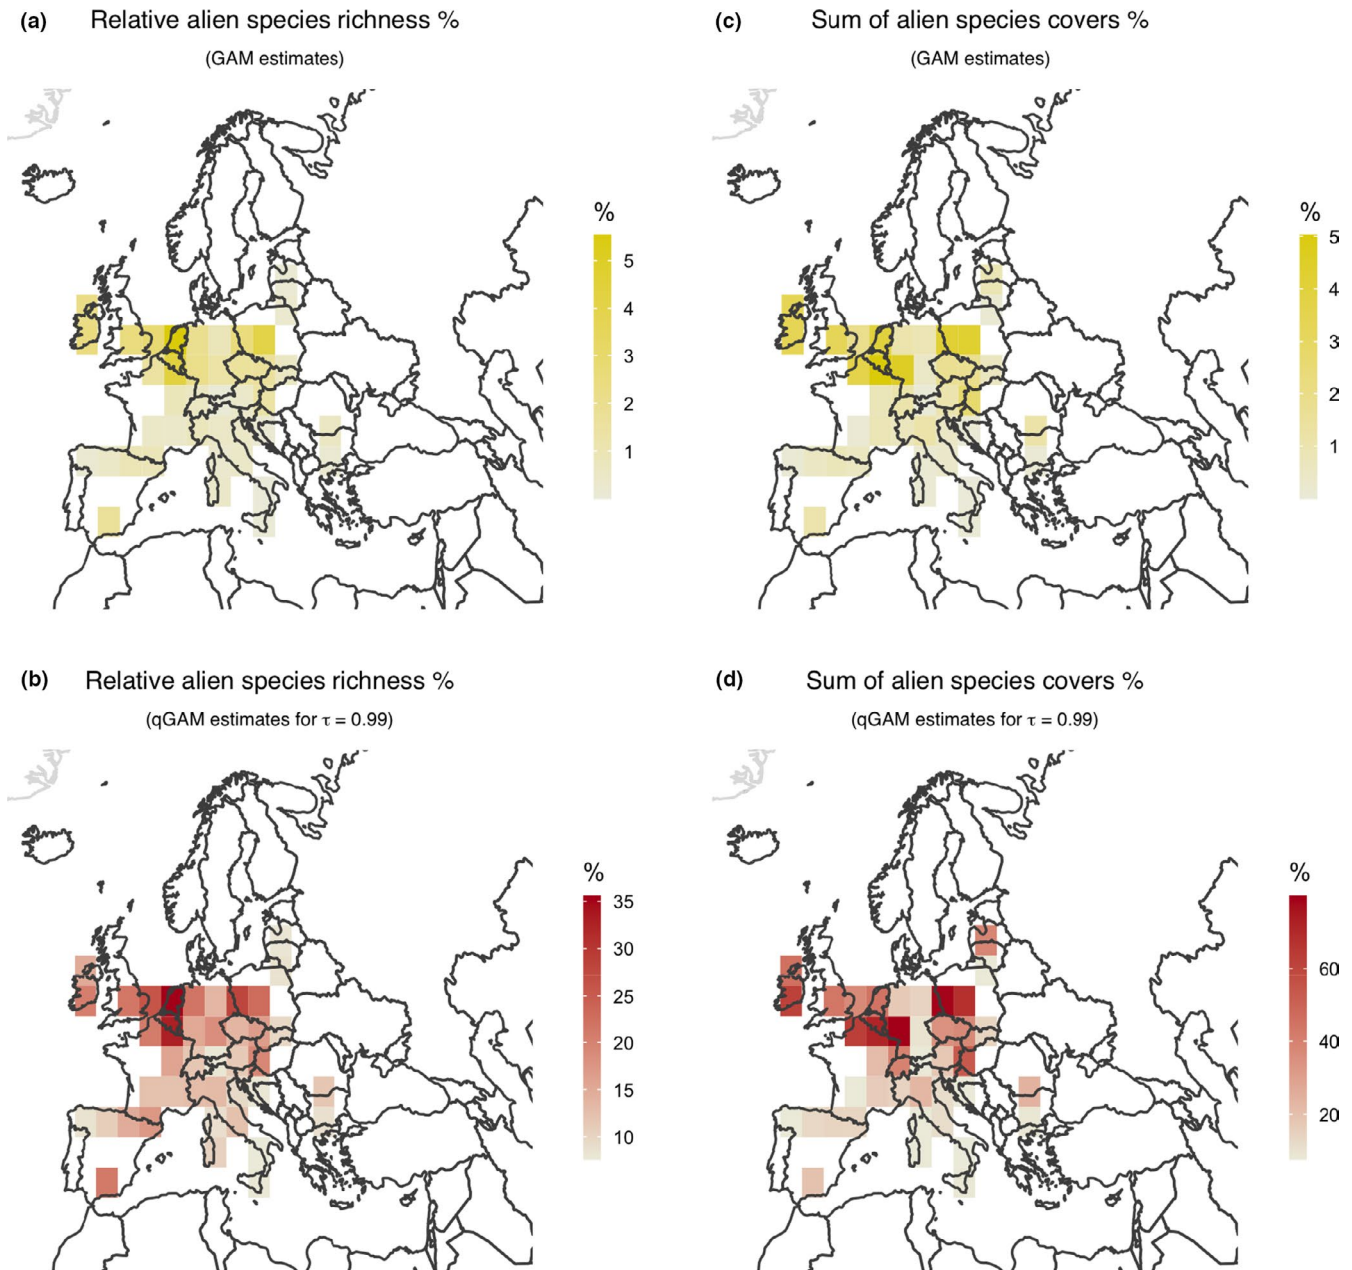 (a) Relative alien species richness %
(GAM estimates)
%
5
4
3
2
1
(c) Sum of alien species covers %
(GAM estimates)
%
5
4
3
2
1
(b) Relative alien species richness %
(qGAM estimates for τ = 0.99)
%
35
30
25
20
15
10
(d) Sum of alien species covers %
(qGAM estimates for τ = 0.99)
%
60
40
20